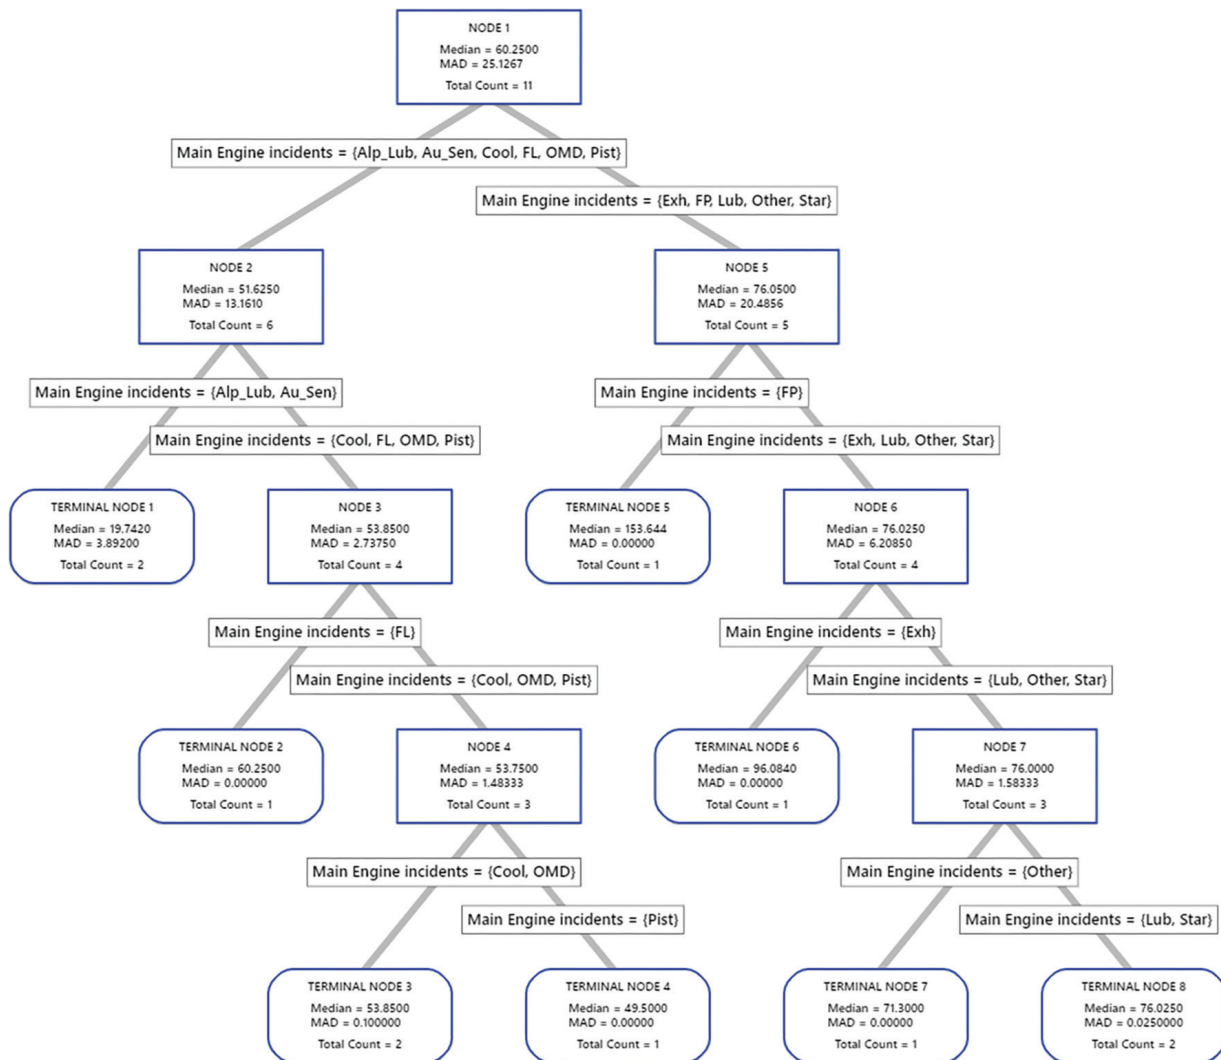 NODE 1
Median = 60.2500
MAD = 25.1267
Total Count = 11
Main Engine incidents = {Alp_Lub, Au_Sen, Cool, FL, OMD, Pist}
Main Engine incidents = {Exh, FP, Lub, Other, Star}
NODE 2
Median = 51.6250
MAD = 13.1610
Total Count = 6
NODE 5
Median = 76.0500
MAD = 20.4856
Total Count = 5
Main Engine incidents = {Alp_Lub, Au_Sen}
Main Engine incidents = {FP}
Main Engine incidents = {Cool, FL, OMD, Pist}
Main Engine incidents = {Exh, Lub, Other, Star}
TERMINAL NODE 1
Median = 19.7420
MAD = 3.89200
Total Count = 2
NODE 3
Median = 53.8500
MAD = 2.73750
Total Count = 4
TERMINAL NODE 5
Median = 153.644
MAD = 0.00000
Total Count = 1
NODE 6
Median = 76.0250
MAD = 6.20850
Total Count = 4
Main Engine incidents = {FL}
Main Engine incidents = {Exh}
Main Engine incidents = {Cool, OMD, Pist}
Main Engine incidents = {Lub, Other, Star}
TERMINAL NODE 2
Median = 60.2500
MAD = 0.00000
Total Count = 1
NODE 4
Median = 53.7500
MAD = 1.48333
Total Count = 3
TERMINAL NODE 6
Median = 96.0840
MAD = 0.00000
Total Count = 1
NODE 7
Median = 76.0000
MAD = 1.58333
Total Count = 3
Main Engine incidents = {Cool, OMD}
Main Engine incidents = {Other}
Main Engine incidents = {Pist}
Main Engine incidents = {Lub, Star}
TERMINAL NODE 3
Median = 53.8500
MAD = 0.100000
Total Count = 2
TERMINAL NODE 4
Median = 49.5000
MAD = 0.00000
Total Count = 1
TERMINAL NODE 7
Median = 71.3000
MAD = 0.00000
Total Count = 1
TERMINAL NODE 8
Median = 76.0250
MAD = 0.0250000
Total Count = 2